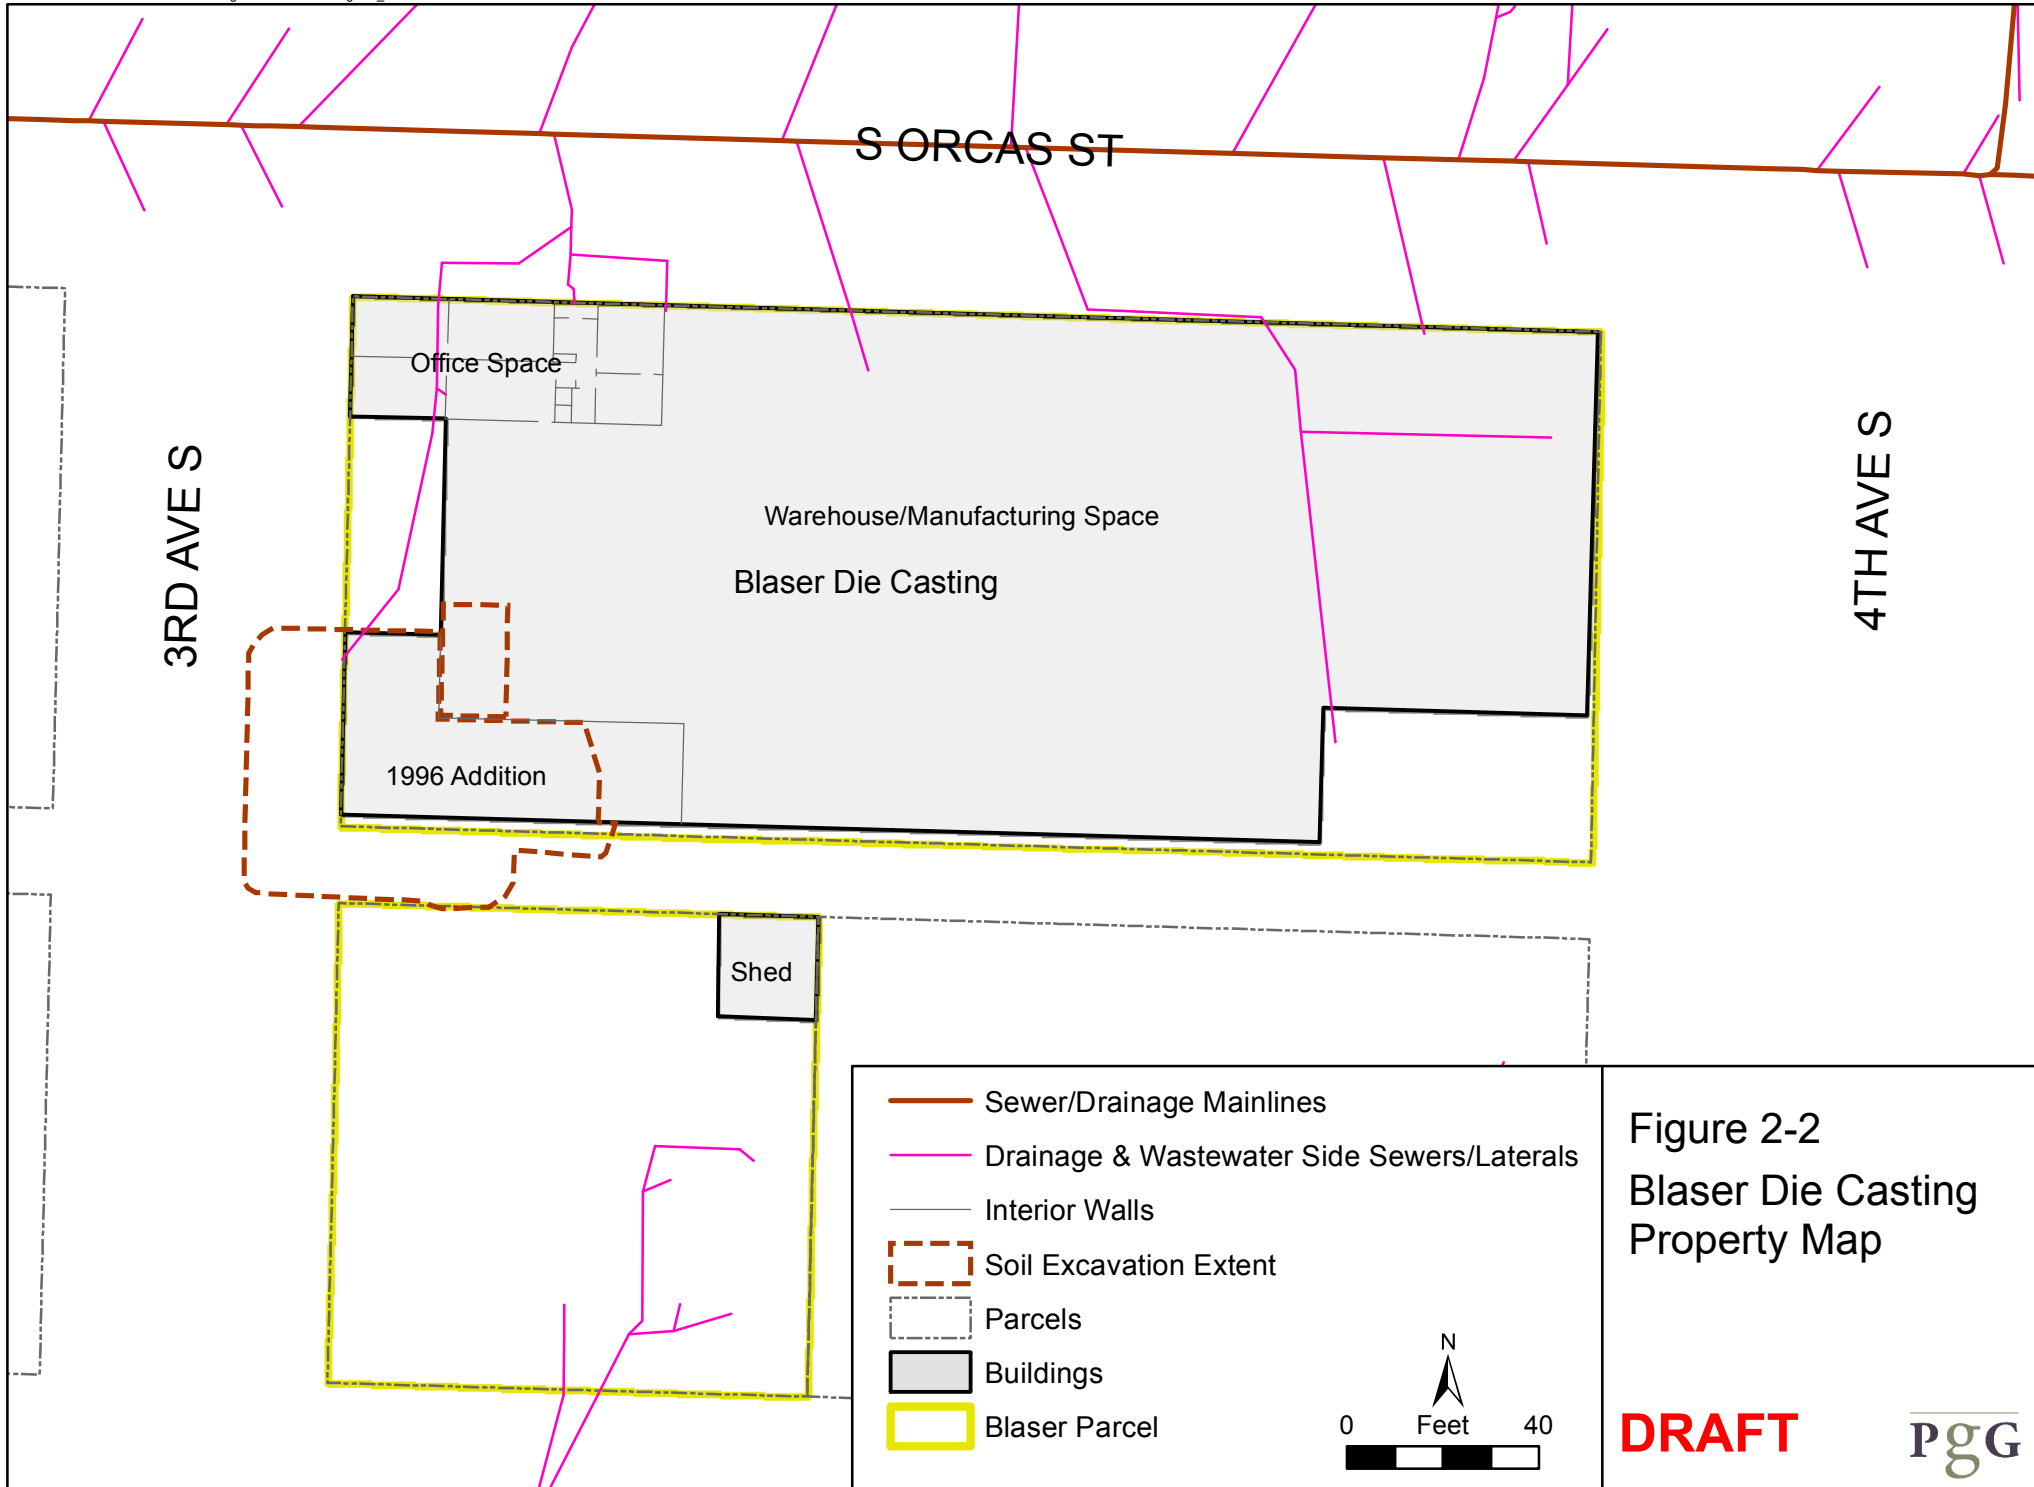 S ORCAS ST
Office Space
3RD AVE S
4TH AVE S
Warehouse/Manufacturing Space
Blaser Die Casting
1996 Addition
Shed
Sewer/Drainage Mainlines
Drainage & Wastewater Side Sewers/Laterals
Interior Walls
Soil Excavation Extent
Parcels
Buildings
Blaser Parcel
N
0 Feet 40
Figure 2-2
Blaser Die Casting
Property Map
DRAFT
PgG